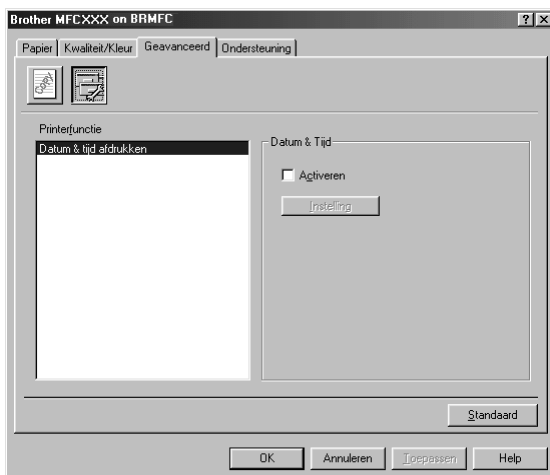 Brother MFCXXX on BRMFC
Papier Kwaliteit/Kleur Geavanceerd Ondersteuning
Copy
Printerfunctie
Datum & tijd afdrukken
Datum & Tijd
Activeren
Instelling
Standaard
OK Annuleren Toepassen Help